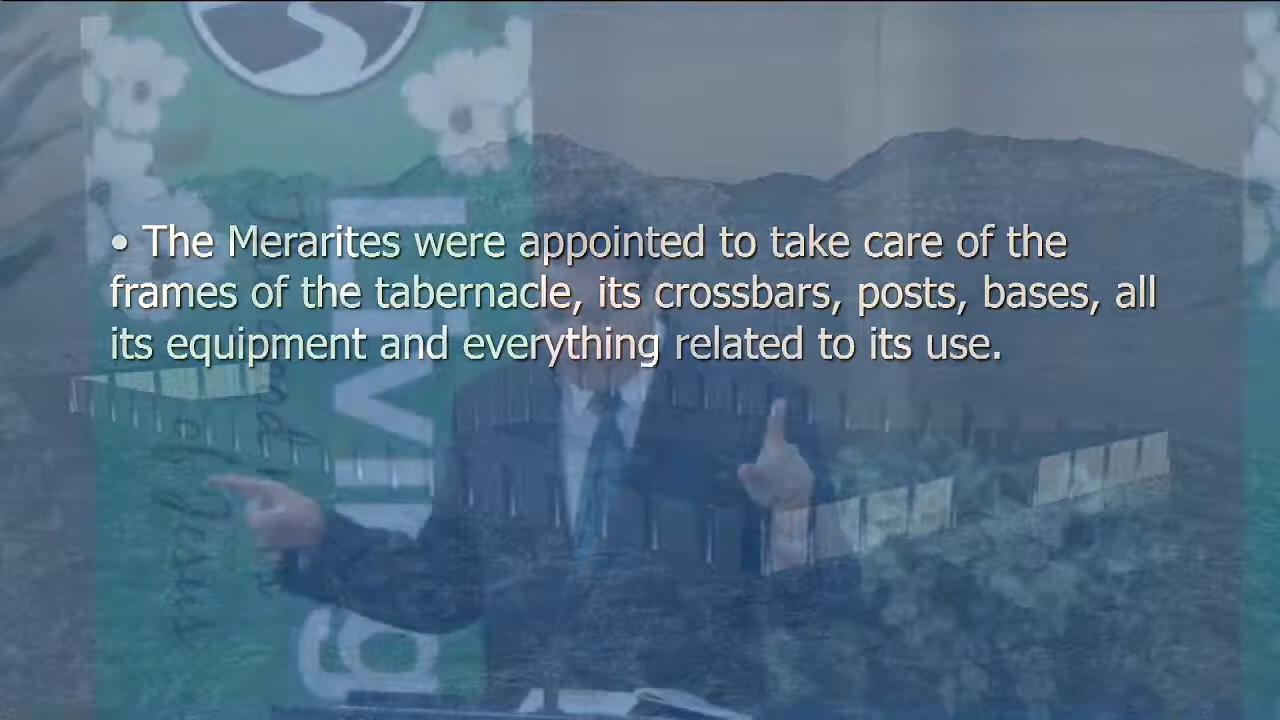 • The Merarites were appointed to take care of the
frames of the tabernacle, its crossbars, posts, bases, all
its equipment and everything related to its use.